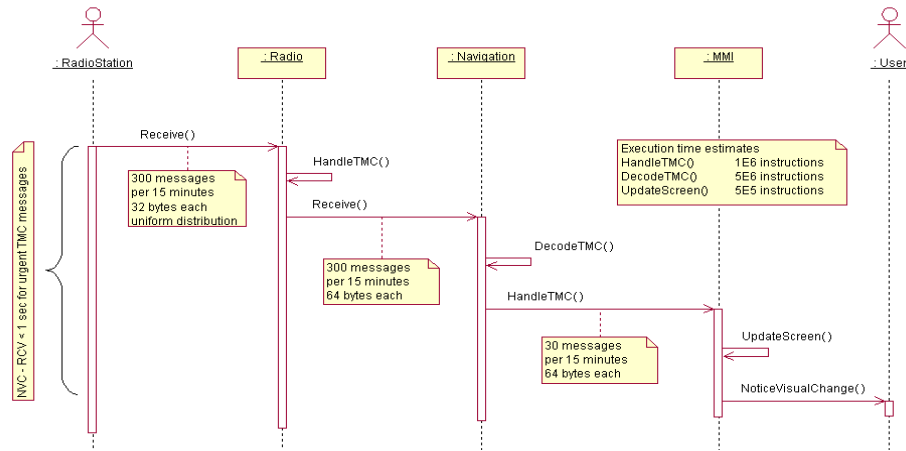 : RadioStation
: Radio
: Navigation
: MMI
: User
Receive()
HandleTMC()
300 messages
per 15 minutes
32 bytes each
uniform distribution
Receive()
300 messages
per 15 minutes
64 bytes each
DecodeTMC()
HandleTMC()
30 messages
per 15 minutes
64 bytes each
Execution time estimates
HandleTMC() 1E6 instructions
DecodeTMC() 5E6 instructions
UpdateScreen() 5E5 instructions
UpdateScreen()
NoticeVisualChange()
NVC - RCV < 1 sec for urgent TMC messages